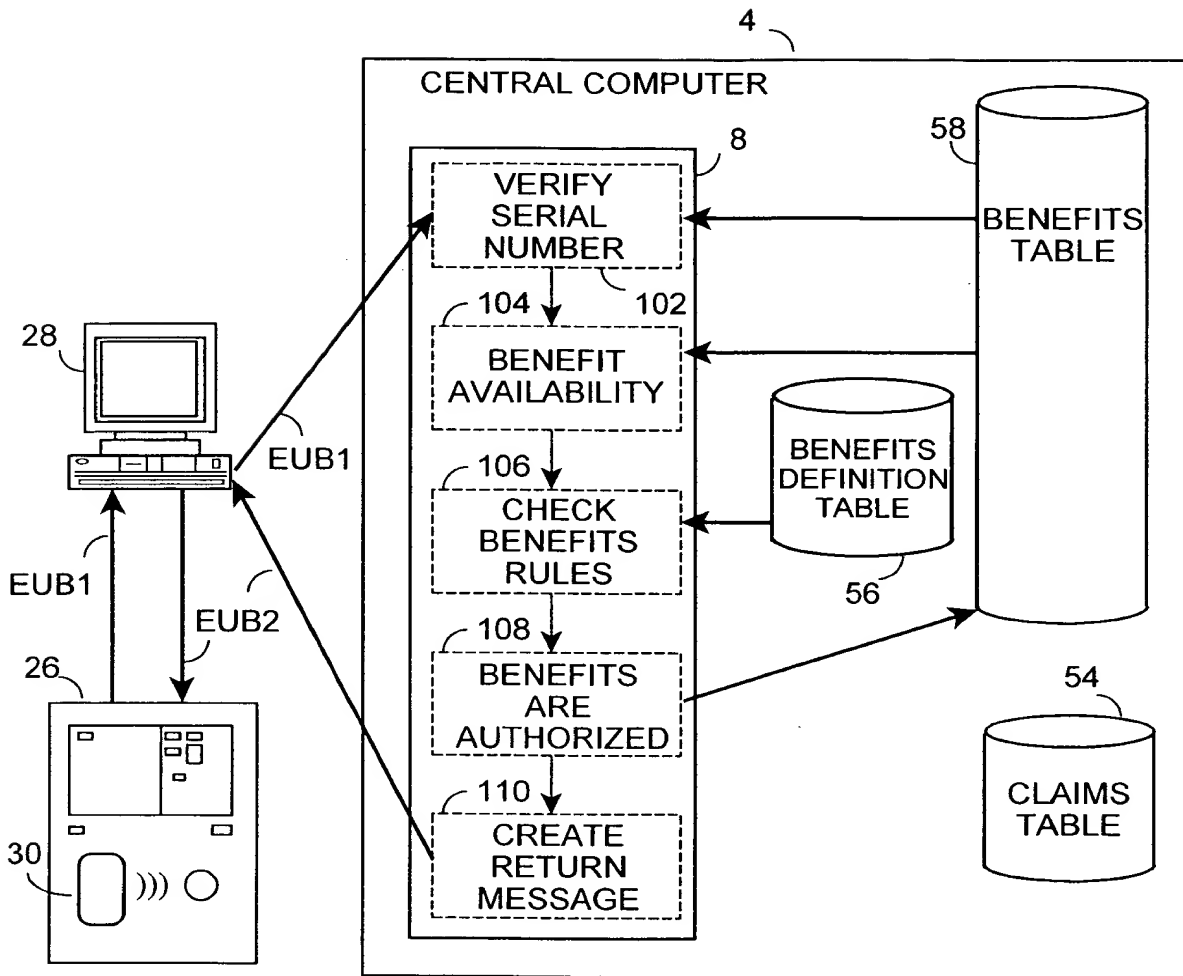 4
CENTRAL COMPUTER
58
8
VERIFY
SERIAL
NUMBER
BENEFITS
TABLE
102
104
28
BENEFIT
AVAILABILITY
EUB1
BENEFITS
DEFINITION
TABLE
106
CHECK
BENEFITS
RULES
EUB1
56
EUB2
108
26
BENEFITS
ARE
AUTHORIZED
54
110
CLAIMS
TABLE
CREATE
RETURN
MESSAGE
30